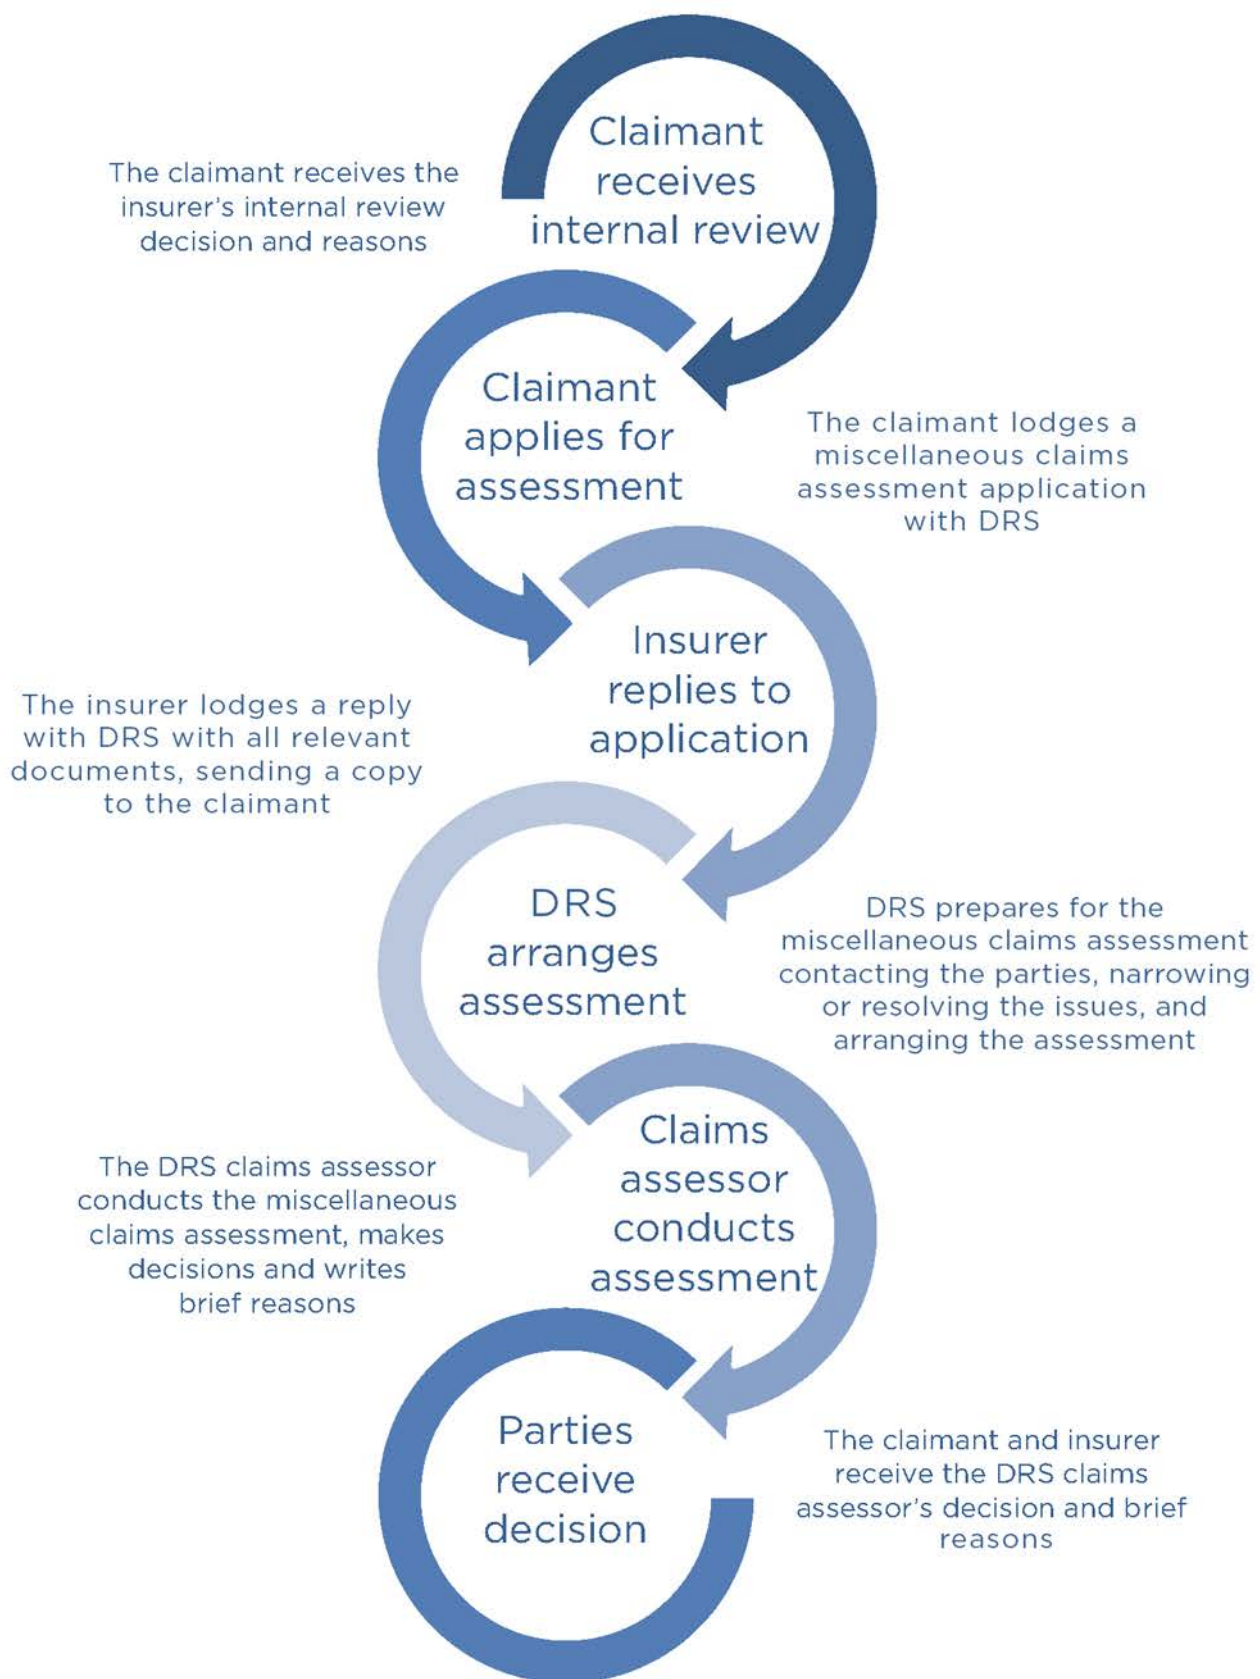 Claimant
receives
internal review
The claimant receives the
insurer’s internal review
decision and reasons
Claimant
applies for
assessment
The claimant lodges a
miscellaneous claims
assessment application
with DRS
Insurer
replies to
application
The insurer lodges a reply
with DRS with all relevant
documents, sending a copy
to the claimant
DRS
arranges
assessment
DRS prepares for the
miscellaneous claims assessment
contacting the parties, narrowing
or resolving the issues, and
arranging the assessment
Claims
assessor
conducts
assessment
The DRS claims assessor
conducts the miscellaneous
claims assessment, makes
decisions and writes
brief reasons
Parties
receive
decision
The claimant and insurer
receive the DRS claims
assessor’s decision and brief
reasons